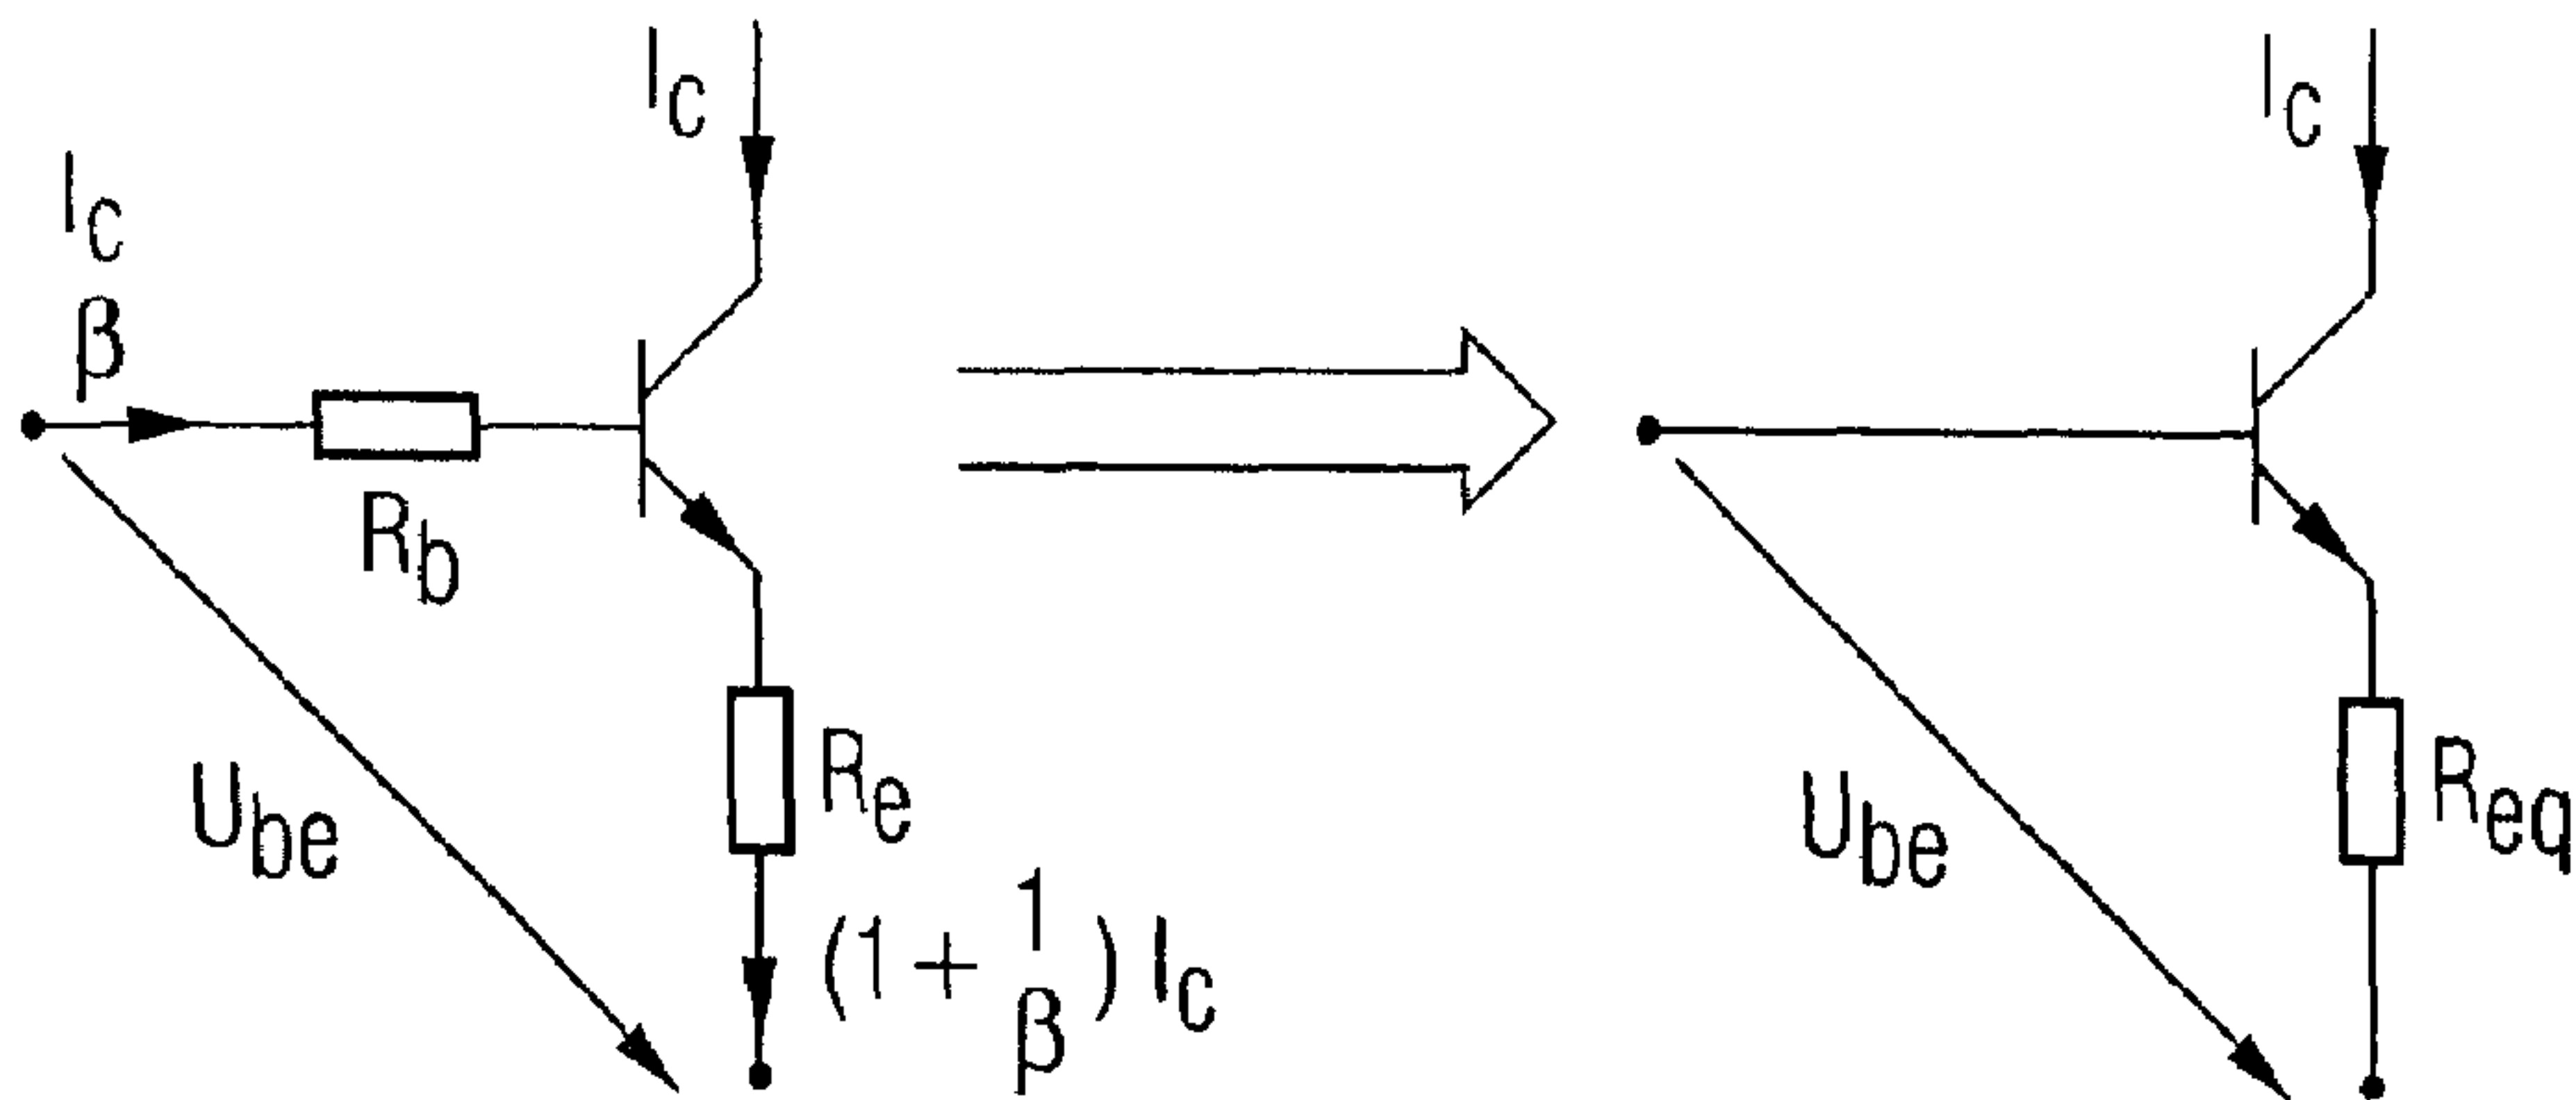 I_c
I_c
β
R_b
U_be
R_e
(1 + 1/β) I_c
I_c
U_be
R_eq